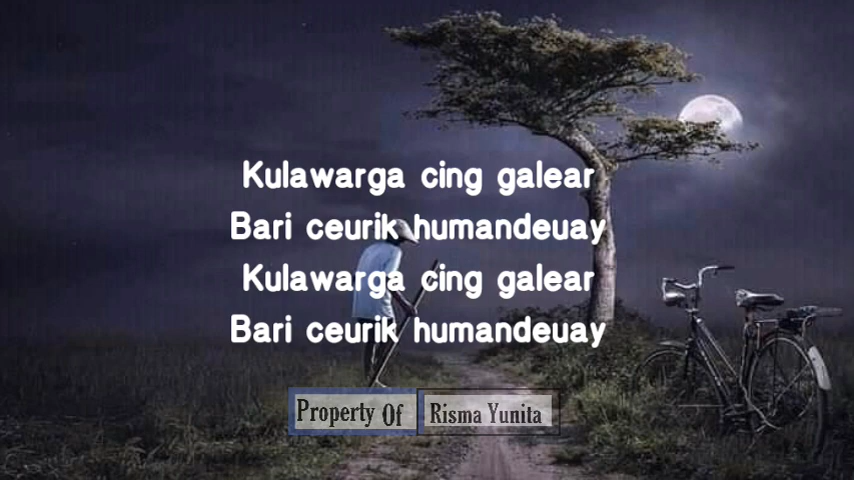 Kulawarga cing galear
Bari ceurik humandeuay
Kulawarga cing galear
Bari ceurik humandeuay
Property Of Risma Yunita